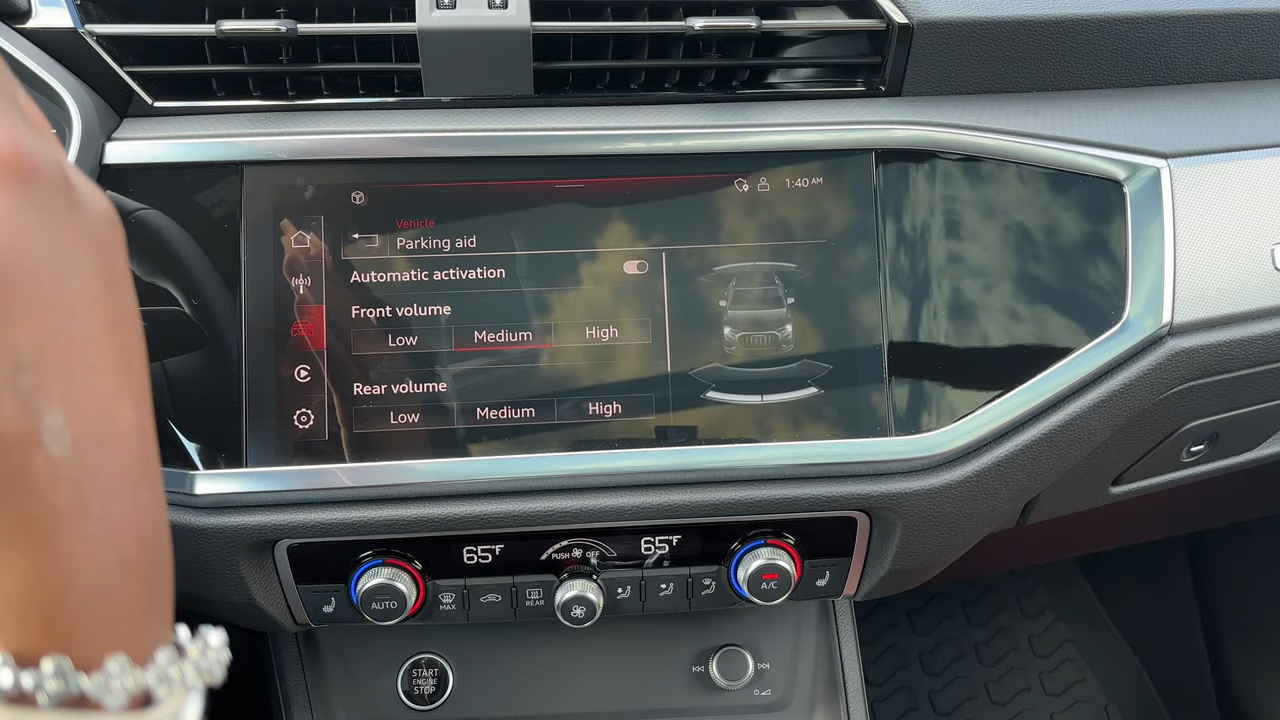 1:40 AM
Vehicle
Parking aid
Automatic activation
Front volume
Low Medium High
Rear volume
Low Medium High
65°F PUSH OFF 65°F
AUTO MAX REAR A/C
START
ENGINE
STOP